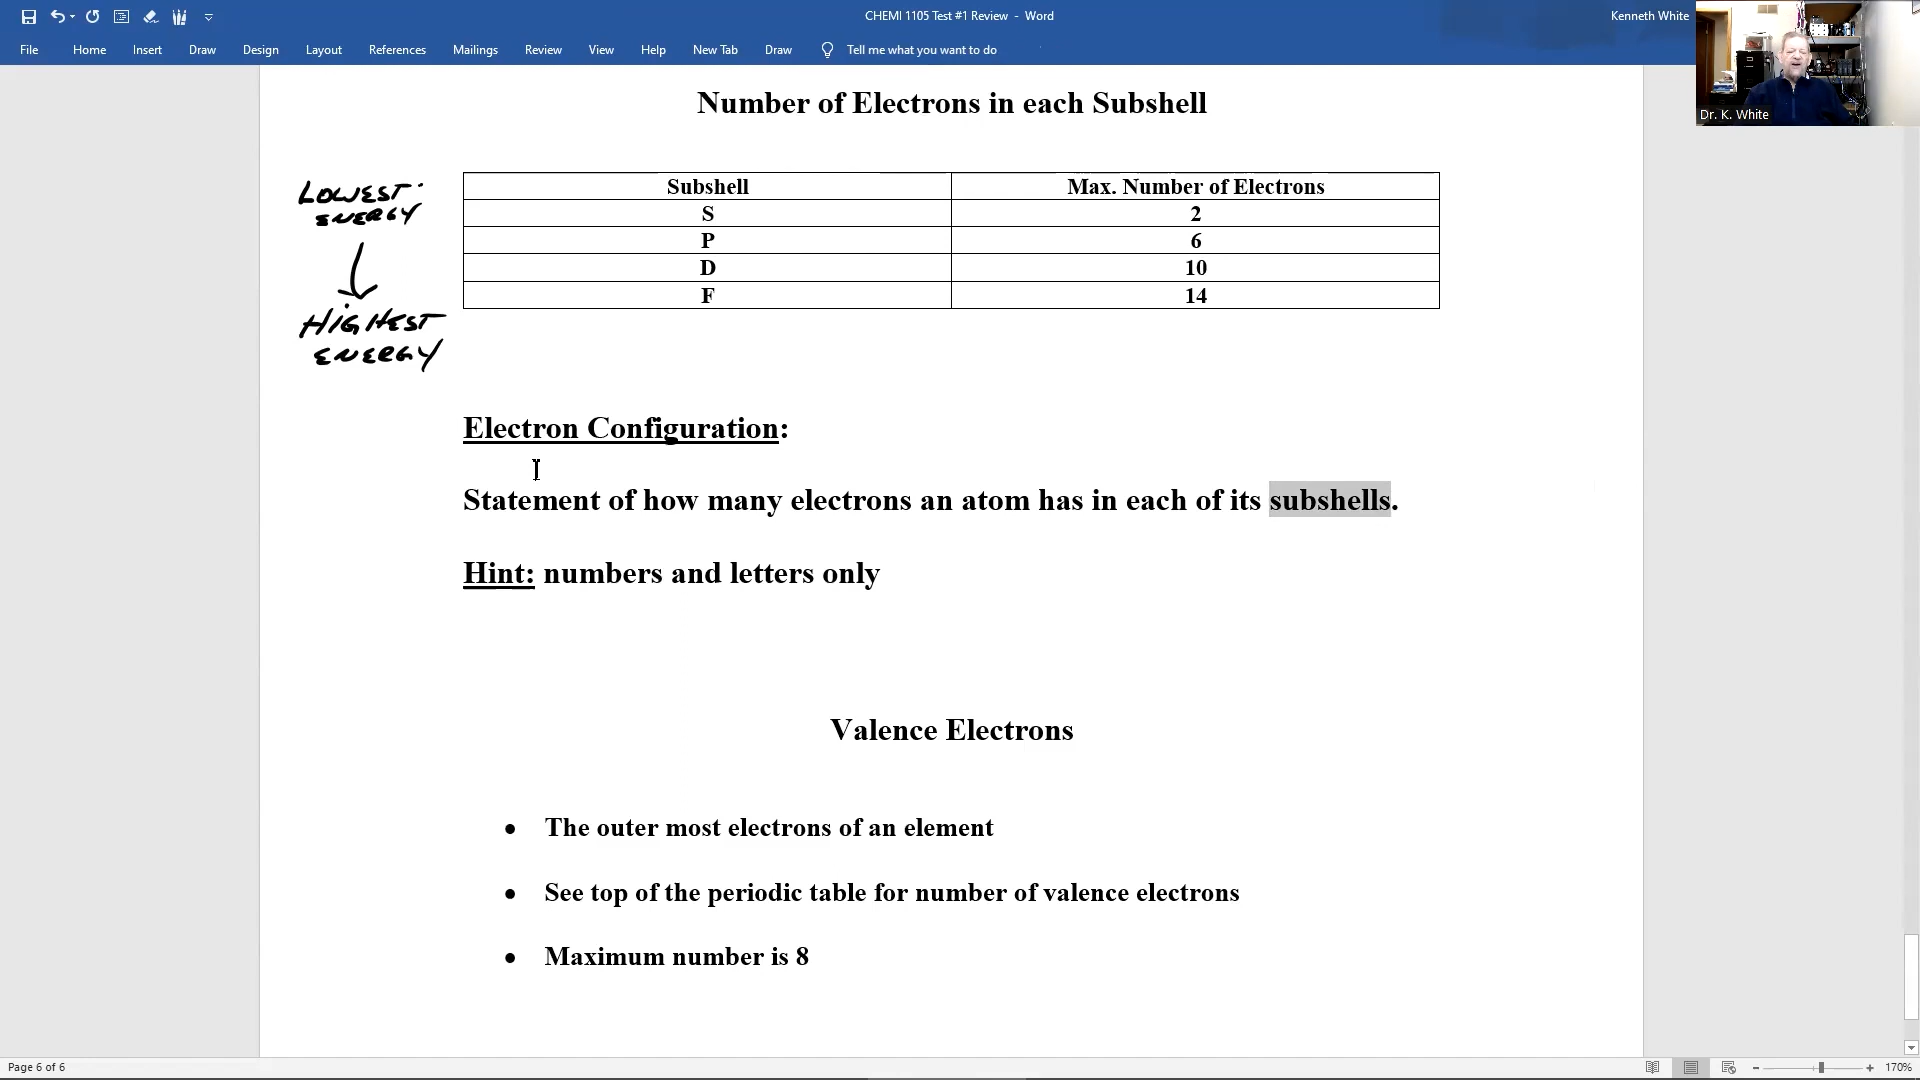 CHEMI 1105 Test #1 Review - Word
Kenneth White
File Home Insert Draw Design Layout References Mailings Review View Help New Tab Draw Tell me what you want to do
Dr. K. White
Number of Electrons in each Subshell
LOWEST
ENERGY
HIGHEST
ENERGY
Subshell Max. Number of Electrons
S 2
P 6
D 10
F 14
Electron Configuration:
Statement of how many electrons an atom has in each of its subshells.
Hint: numbers and letters only
Valence Electrons
• The outer most electrons of an element
• See top of the periodic table for number of valence electrons
• Maximum number is 8
Page 6 of 6
170%